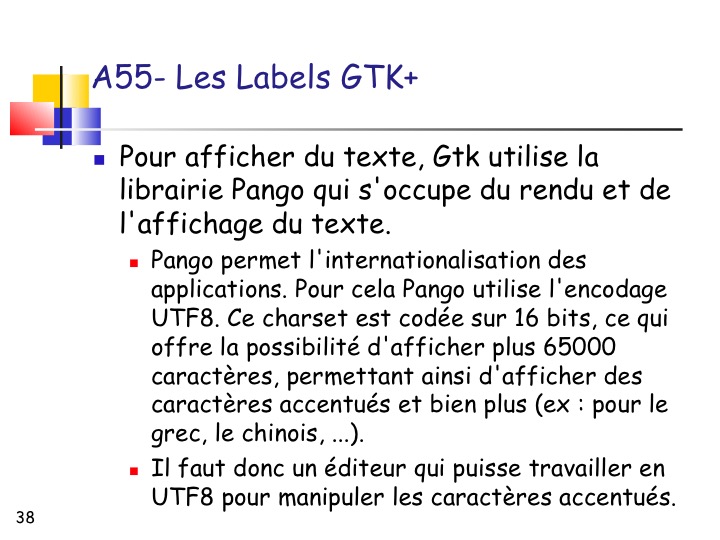 A55- Les Labels GTK+
Pour afficher du texte, Gtk utilise la
librairie Pango qui s'occupe du rendu et de
l'affichage du texte.
Pango permet l'internationalisation des
applications. Pour cela Pango utilise l'encodage
UTF8. Ce charset est codée sur 16 bits, ce qui
offre la possibilité d'afficher plus 65000
caractères, permettant ainsi d'afficher des
caractères accentués et bien plus (ex : pour le
grec, le chinois, ...).
Il faut donc un éditeur qui puisse travailler en
UTF8 pour manipuler les caractères accentués.
38